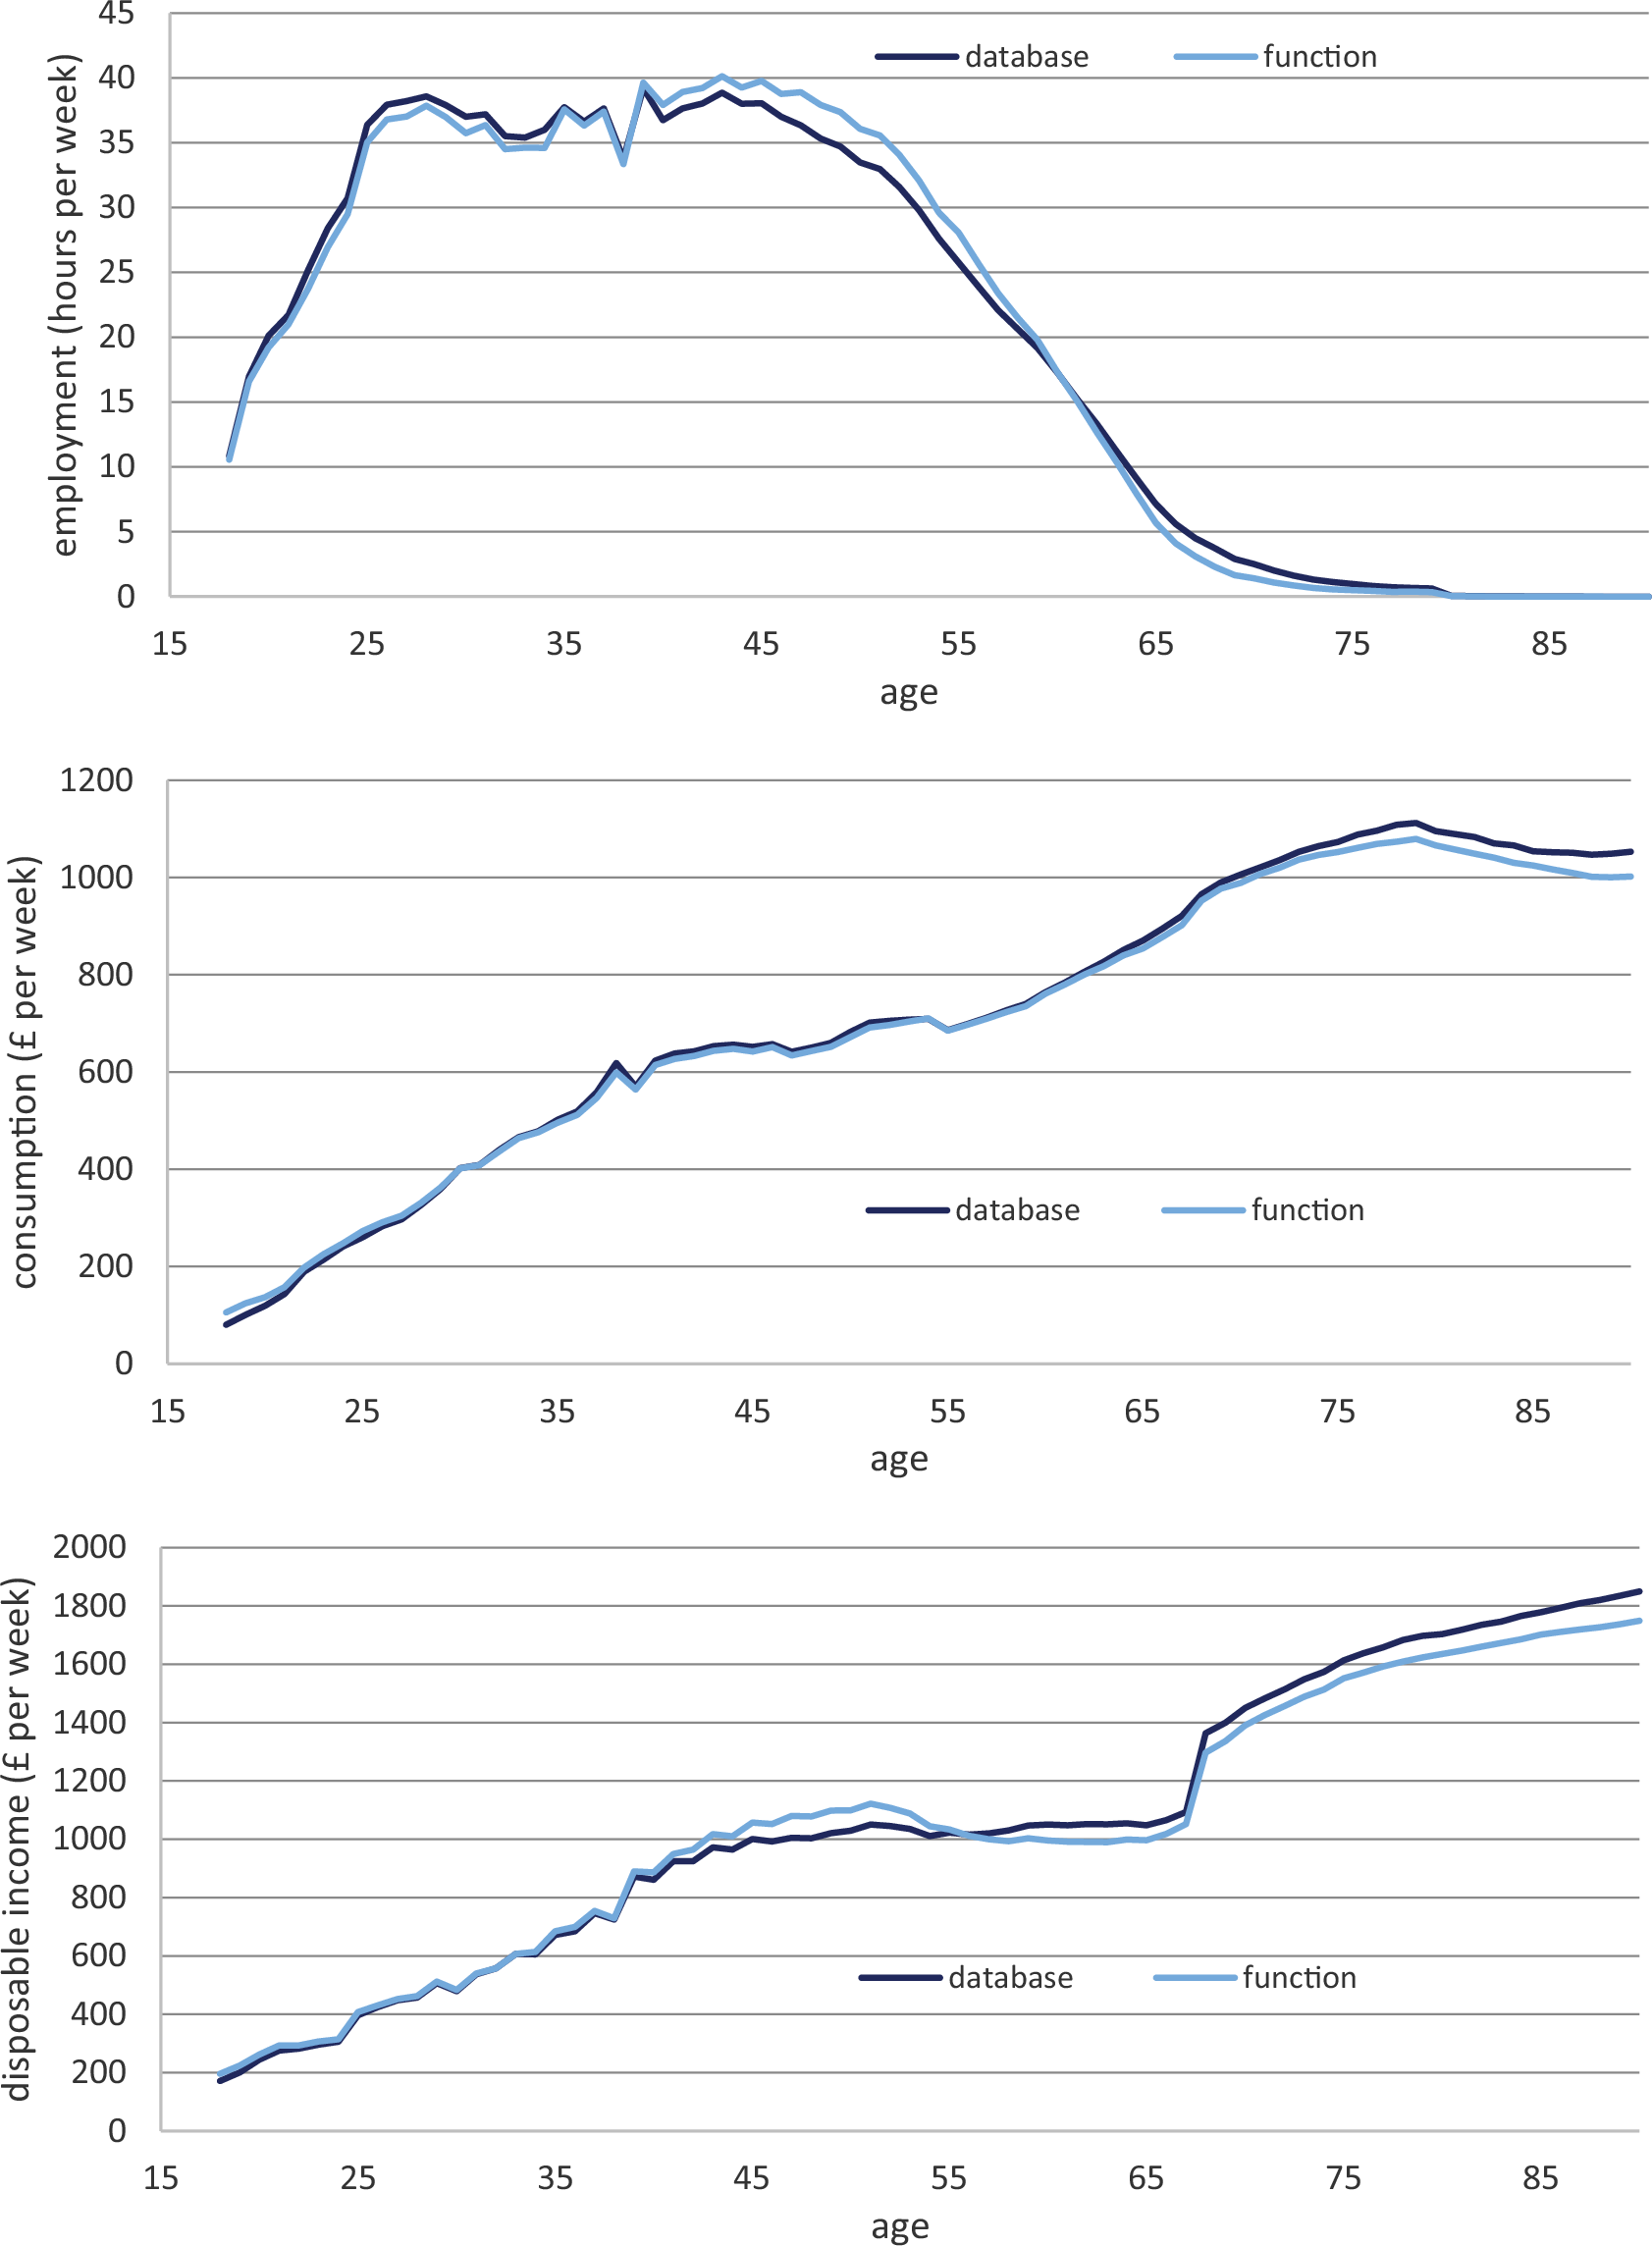 employment (hours per week)
45
40
35
30
25
20
15
10
5
0
database function
15 25 35 45 55 65 75 85
age
consumption (£ per week)
1200
1000
800
600
400
200
0
database function
15 25 35 45 55 65 75 85
age
disposable income (£ per week)
2000
1800
1600
1400
1200
1000
800
600
400
200
0
database function
15 25 35 45 55 65 75 85
age